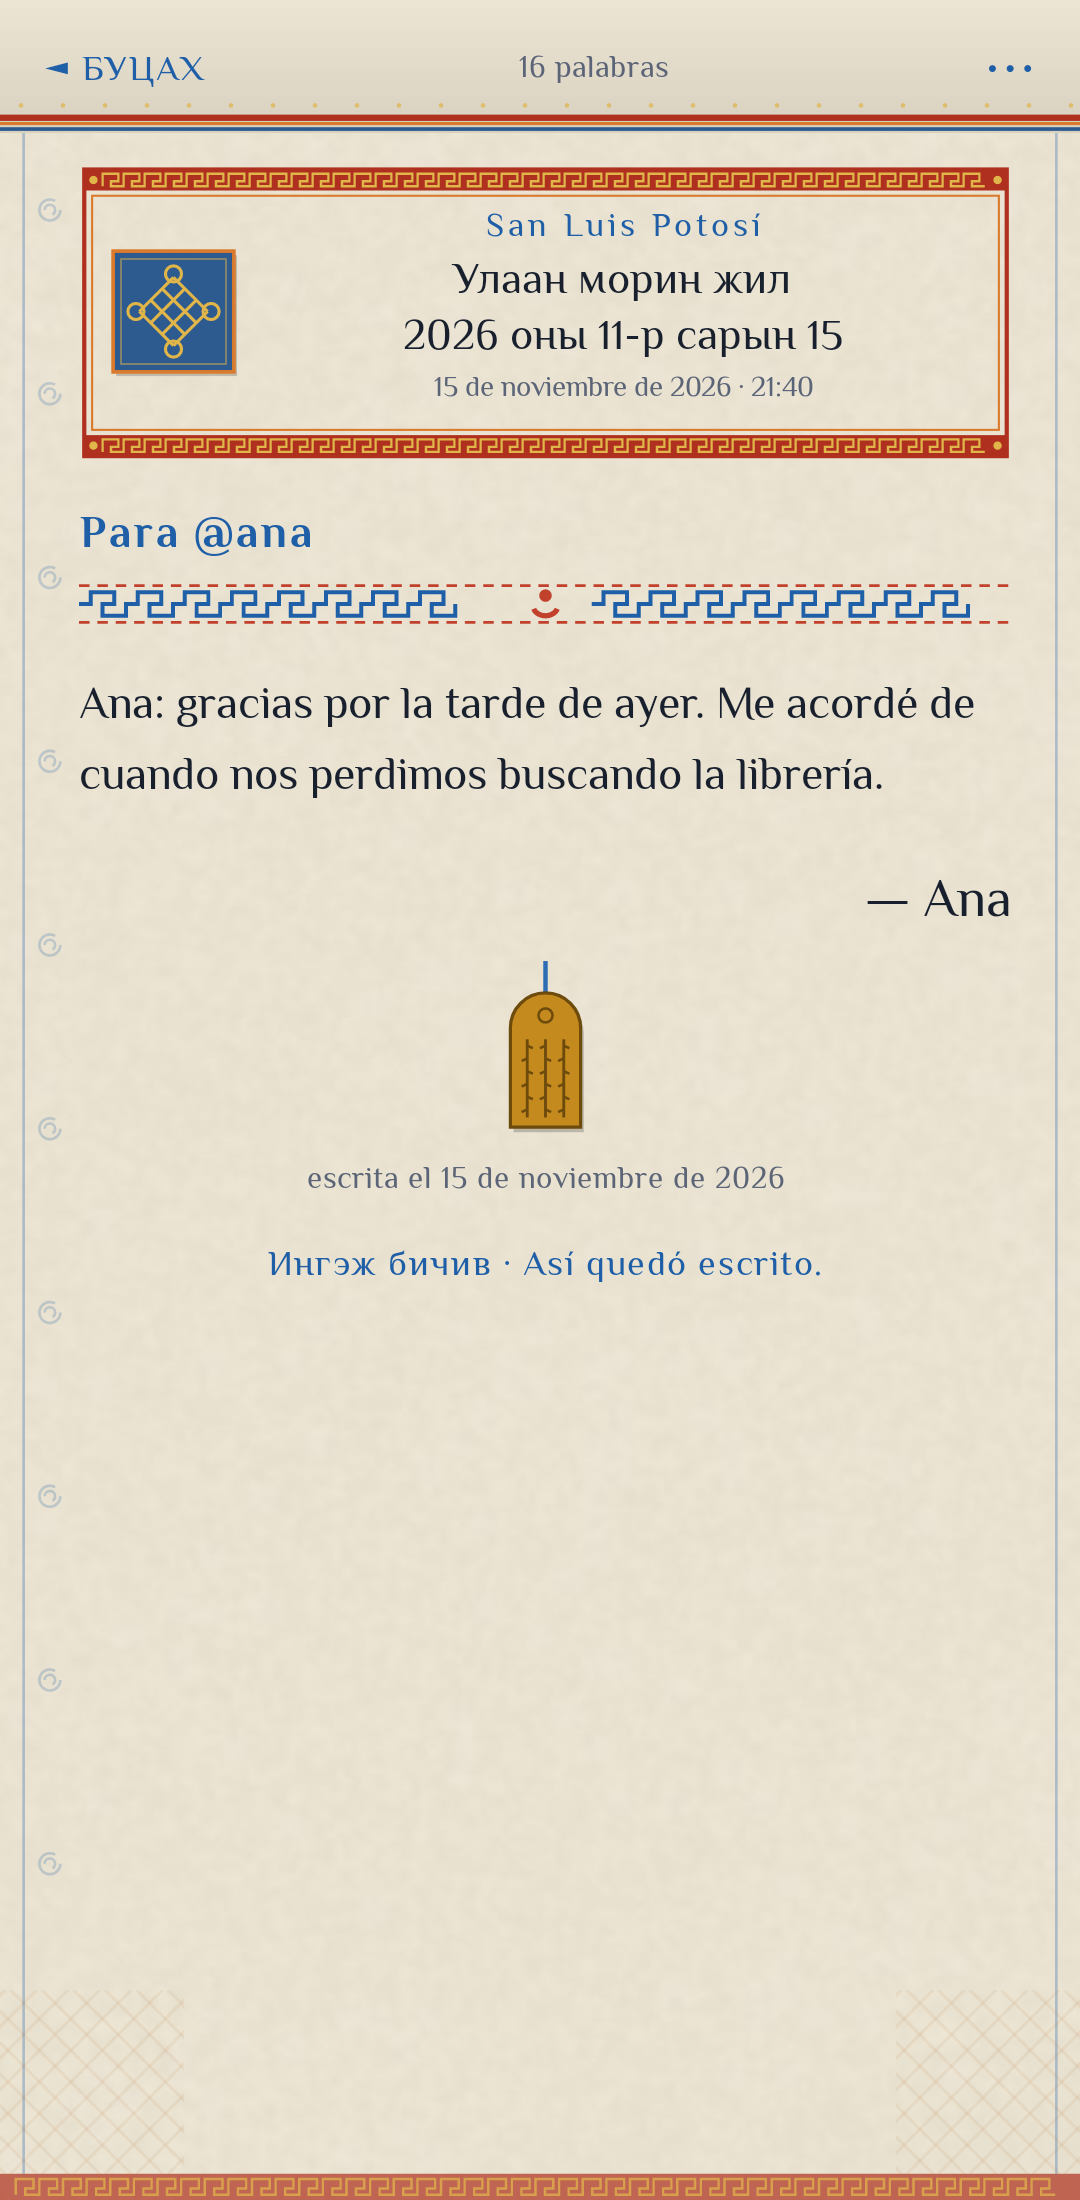 ◄ БУЦАХ
16 palabras
...
San Luis Potosí
Улаан морин жил
2026 оны 11-р сарын 15
15 de noviembre de 2026 · 21:40
Para @ana
Ana: gracias por la tarde de ayer. Me acordé de
cuando nos perdimos buscando la librería.
— Ana
escrita el 15 de noviembre de 2026
Ингэж бичив · Así quedó escrito.